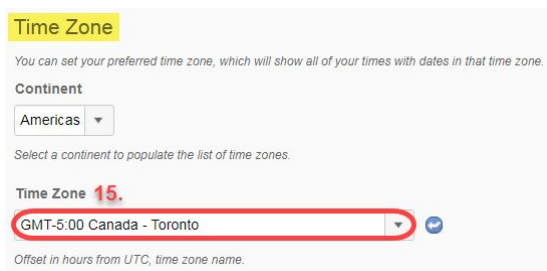 Time Zone
You can set your preferred time zone, which will show all of your times with dates in that time zone.
Continent
Americas
Select a continent to populate the list of time zones.
Time Zone 15.
GMT-5:00 Canada - Toronto
Offset in hours from UTC, time zone name.